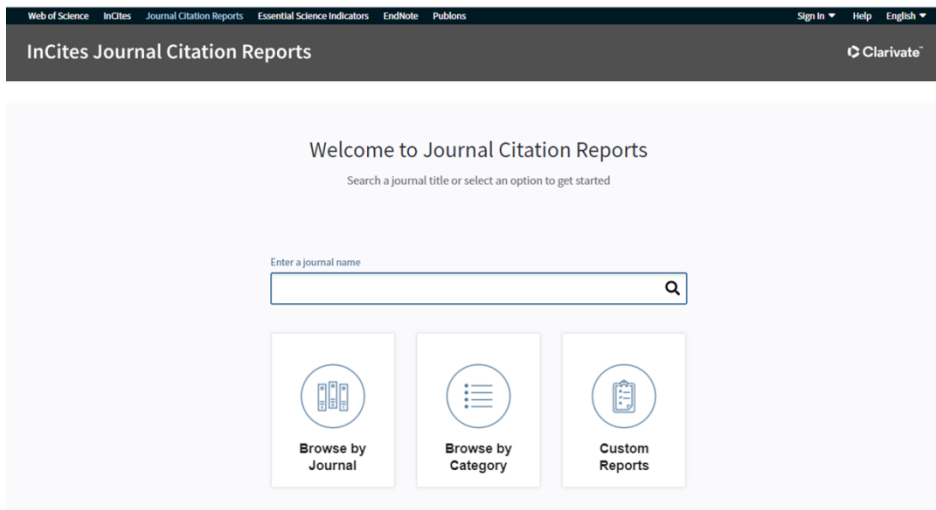 Web of Science InCites Journal Citation Reports Essential Science Indicators EndNote Publons Sign In Help English
InCites Journal Citation Reports Clarivate™
Welcome to Journal Citation Reports
Search a journal title or select an option to get started
Enter a journal name
Browse by
Journal
Browse by
Category
Custom
Reports